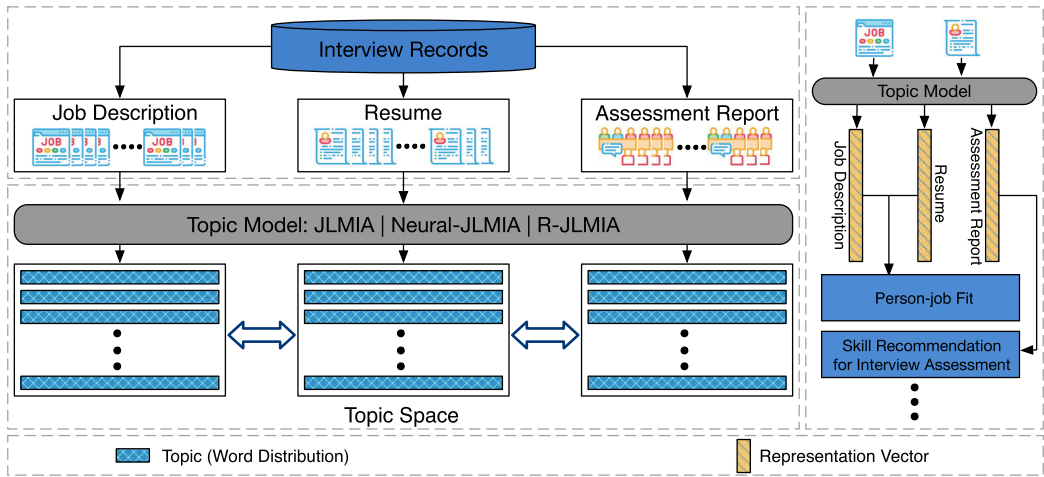 Interview Records
Job Description
Resume
Assessment Report
JOB
JOB
Topic Model: JLMIA | Neural-JLMIA | R-JLMIA
Topic Space
JOB
Topic Model
Job Description
Resume
Assessment Report
Person-job Fit
Skill Recommendation
for Interview Assessment
Topic (Word Distribution)
Representation Vector